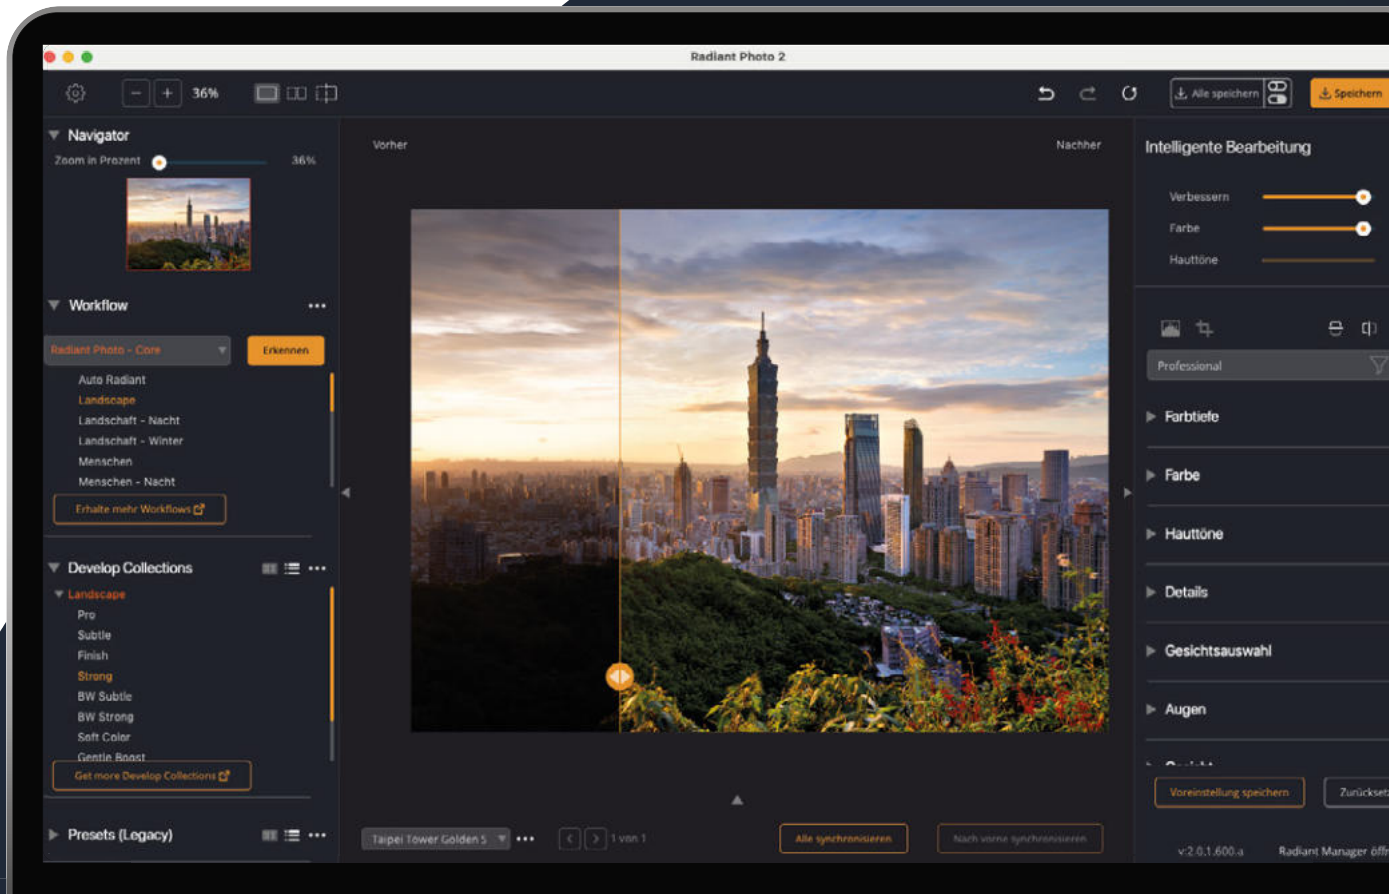 Radiant Photo 2
36%
Alle speichern
Speichern
Navigator
Zoom in Prozent
36%
Workflow
Radiant Photo - Core
Erkennen
Auto Radiant
Landscape
Landschaft - Nacht
Landschaft - Winter
Menschen
Menschen - Nacht
Erhalte mehr Workflows
Develop Collections
Landscape
Pro
Subtle
Finish
Strong
BW Subtle
BW Strong
Soft Color
Gentle Boost
Get more Develop Collections
Presets (Legacy)
Vorher
Nachher
Taipei Tower Golden S
1 von 1
Alle synchronisieren
Nach vorne synchronisieren
Intelligente Bearbeitung
Verbessern
Farbe
Hauttöne
Professional
Farbtiefe
Farbe
Hauttöne
Details
Gesichtsauswahl
Augen
Voreinstellung speichern
Zurücksetz
v:2.0.1.600.a
Radiant Manager öffn